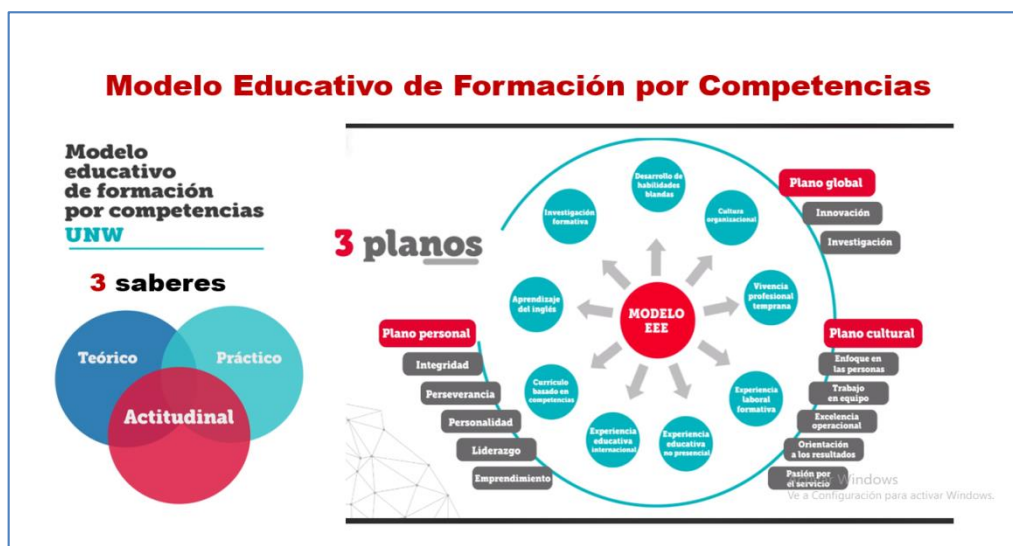 Modelo Educativo de Formación por Competencias
Modelo
educativo
de formación
por competencias
UNW
3 saberes
Teórico
Práctico
Actitudinal
3 planos
MODELO
EEE
Desarrollo de
habilidades
blandas
Cultura
organizacional
Vivencia
profesional
temprana
Experiencia
laboral
formativa
Experiencia
educativa
no presencial
Experiencia
educativa
internacional
Currículo
basado en
competencias
Aprendizaje
del inglés
Investigación
formativa
Plano global
Innovación
Investigación
Plano personal
Integridad
Perseverancia
Personalidad
Liderazgo
Emprendimiento
Plano cultural
Enfoque en
las personas
Trabajo
en equipo
Excelencia
operacional
Orientación
a los resultados
Pasión por
el servicio
Windows
Ve a Configuración para activar Windows.